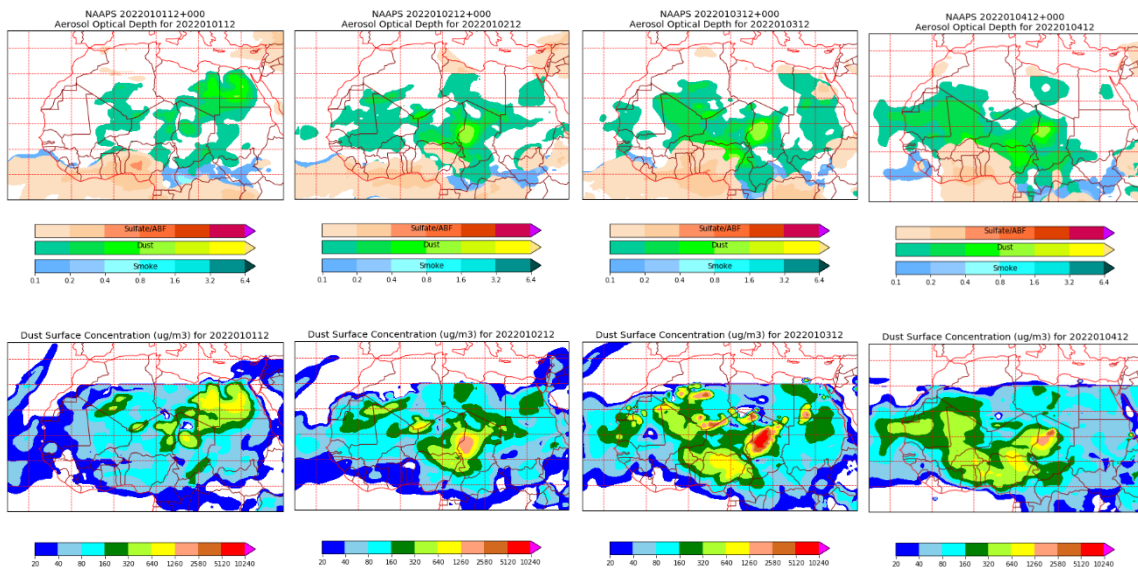 NAAPS 2022010112+000
Aerosol Optical Depth for 2022010112
NAAPS 2022010212+000
Aerosol Optical Depth for 2022010212
NAAPS 2022010312+000
Aerosol Optical Depth for 2022010312
NAAPS 2022010412+000
Aerosol Optical Depth for 2022010412
Sulfate/ABF
Dust
Smoke
0.1 0.2 0.4 0.8 1.6 3.2 6.4
Sulfate/ABF
Dust
Smoke
0.1 0.2 0.4 0.8 1.6 3.2 6.4
Sulfate/ABF
Dust
Smoke
0.1 0.2 0.4 0.8 1.6 3.2 6.4
Sulfate/ABF
Dust
Smoke
0.1 0.2 0.4 0.8 1.6 3.2 6.4
Dust Surface Concentration (ug/m3) for 2022010112
Dust Surface Concentration (ug/m3) for 2022010212
Dust Surface Concentration (ug/m3) for 2022010312
Dust Surface Concentration (ug/m3) for 2022010412
20 40 80 160 320 640 1260 2580 5120 10240
20 40 80 160 320 640 1260 2580 5120 10240
20 40 80 160 320 640 1260 2580 5120 10240
20 40 80 160 320 640 1260 2580 5120 10240